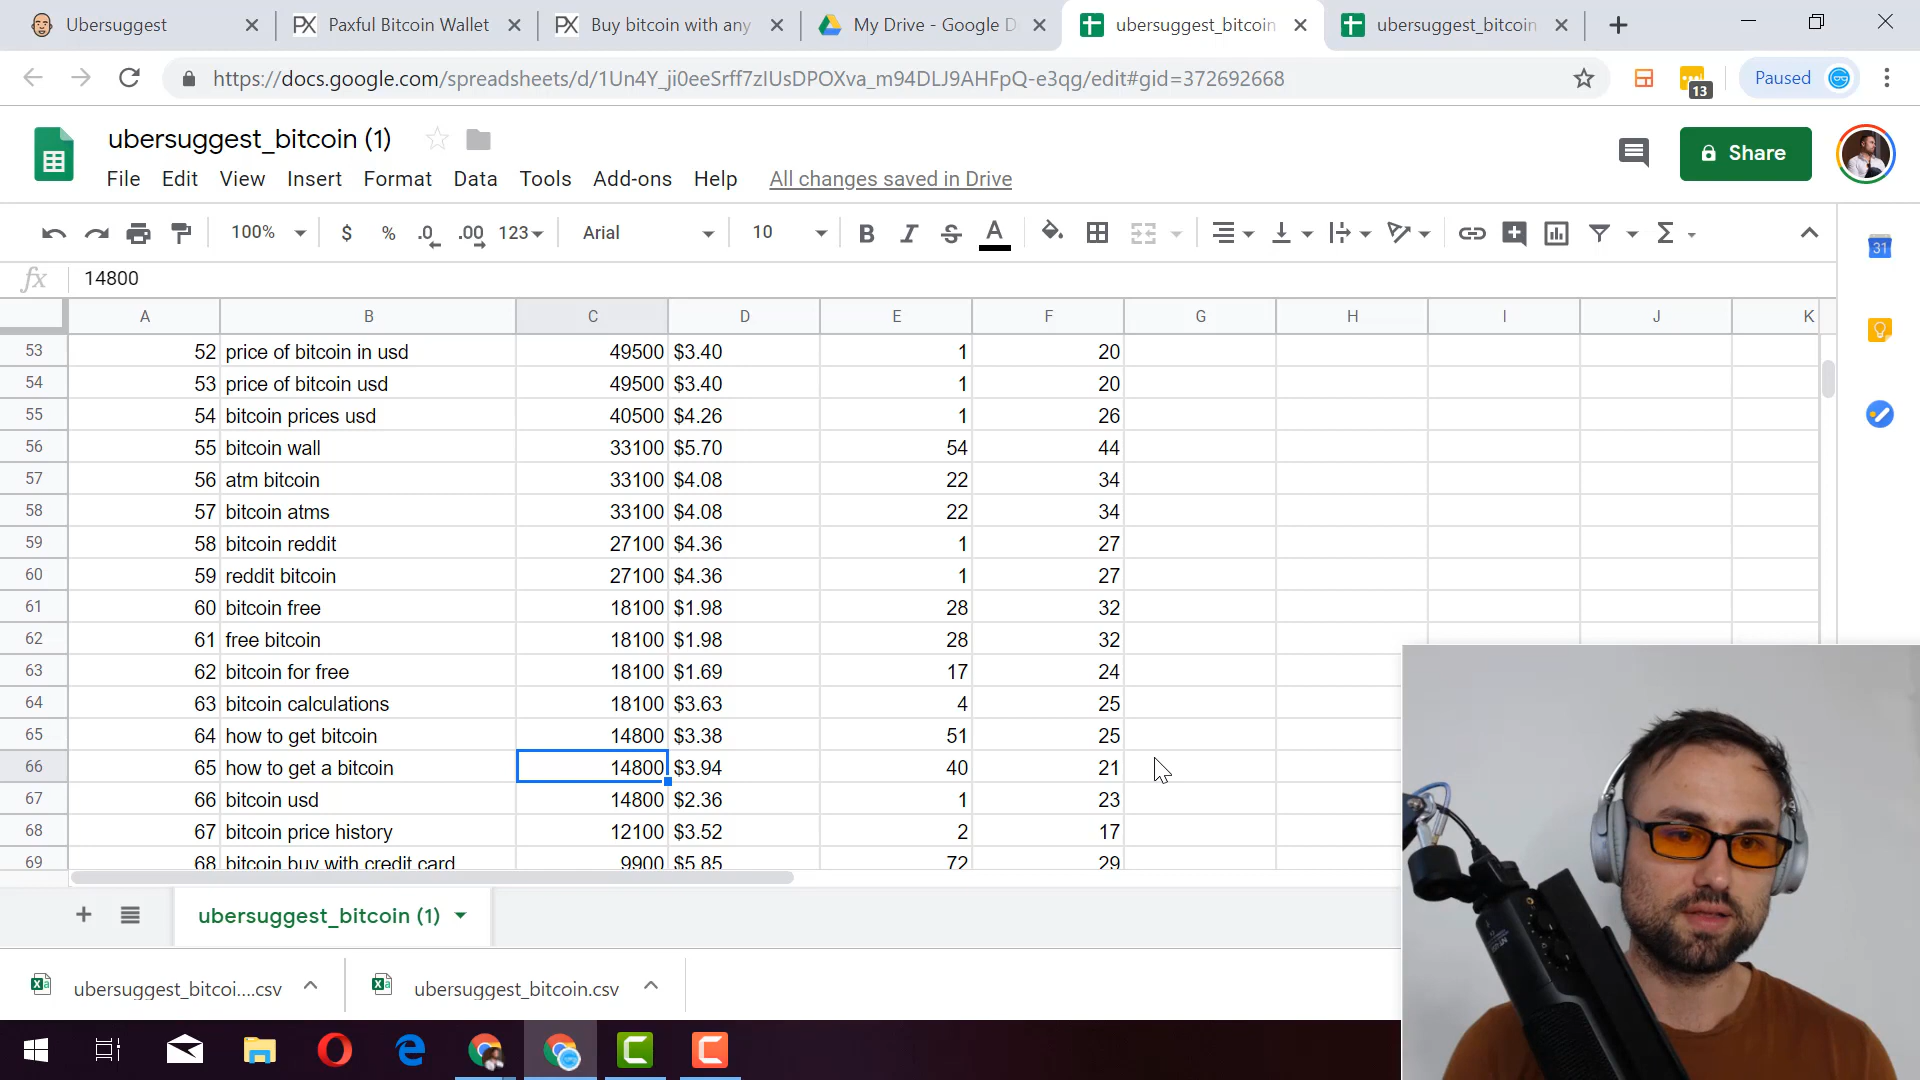 Ubersuggest
Paxful Bitcoin Wallet
Buy bitcoin with any
My Drive - Google D
ubersuggest_bitcoin
ubersuggest_bitcoin
https://docs.google.com/spreadsheets/d/1Un4Y_ji0eeSrff7zIUsDPOXva_m94DLJ9AHFpQ-e3qg/edit#gid=372692668
13
Paused
ubersuggest_bitcoin (1)
Share
File Edit View Insert Format Data Tools Add-ons Help All changes saved in Drive
100% $ % .0 .00 123 Arial 10 B I S A Σ
31
fx 14800
A B C D E F G H I J K
53 52 price of bitcoin in usd 49500 $3.40 1 20
54 53 price of bitcoin usd 49500 $3.40 1 20
55 54 bitcoin prices usd 40500 $4.26 1 26
56 55 bitcoin wall 33100 $5.70 54 44
57 56 atm bitcoin 33100 $4.08 22 34
58 57 bitcoin atms 33100 $4.08 22 34
59 58 bitcoin reddit 27100 $4.36 1 27
60 59 reddit bitcoin 27100 $4.36 1 27
61 60 bitcoin free 18100 $1.98 28 32
62 61 free bitcoin 18100 $1.98 28 32
63 62 bitcoin for free 18100 $1.69 17 24
64 63 bitcoin calculations 18100 $3.63 4 25
65 64 how to get bitcoin 14800 $3.38 51 25
66 65 how to get a bitcoin 14800 $3.94 40 21
67 66 bitcoin usd 14800 $2.36 1 23
68 67 bitcoin price history 12100 $3.52 2 17
69 68 bitcoin buy with credit card 9900 $5.85 72 29
ubersuggest_bitcoin (1)
ubersuggest_bitcoi....csv
ubersuggest_bitcoin.csv